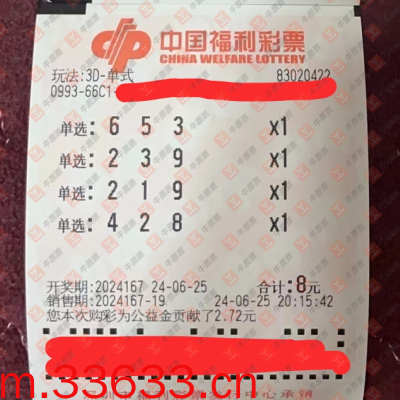 中国福利彩票
CHINA WELFARE LOTTERY
玩法:3D-单式 83020422
0993-66C1-
单选: 6 5 3 x1
单选: 2 3 9 x1
单选: 2 1 9 x1
单选: 4 2 8 x1
开奖期:2024167 24-06-25 合计:8元
销售期:2024167-19 24-06-25 20:15:42
您本次购彩为公益金贡献了2.72元
m.33633.cn
中心承销